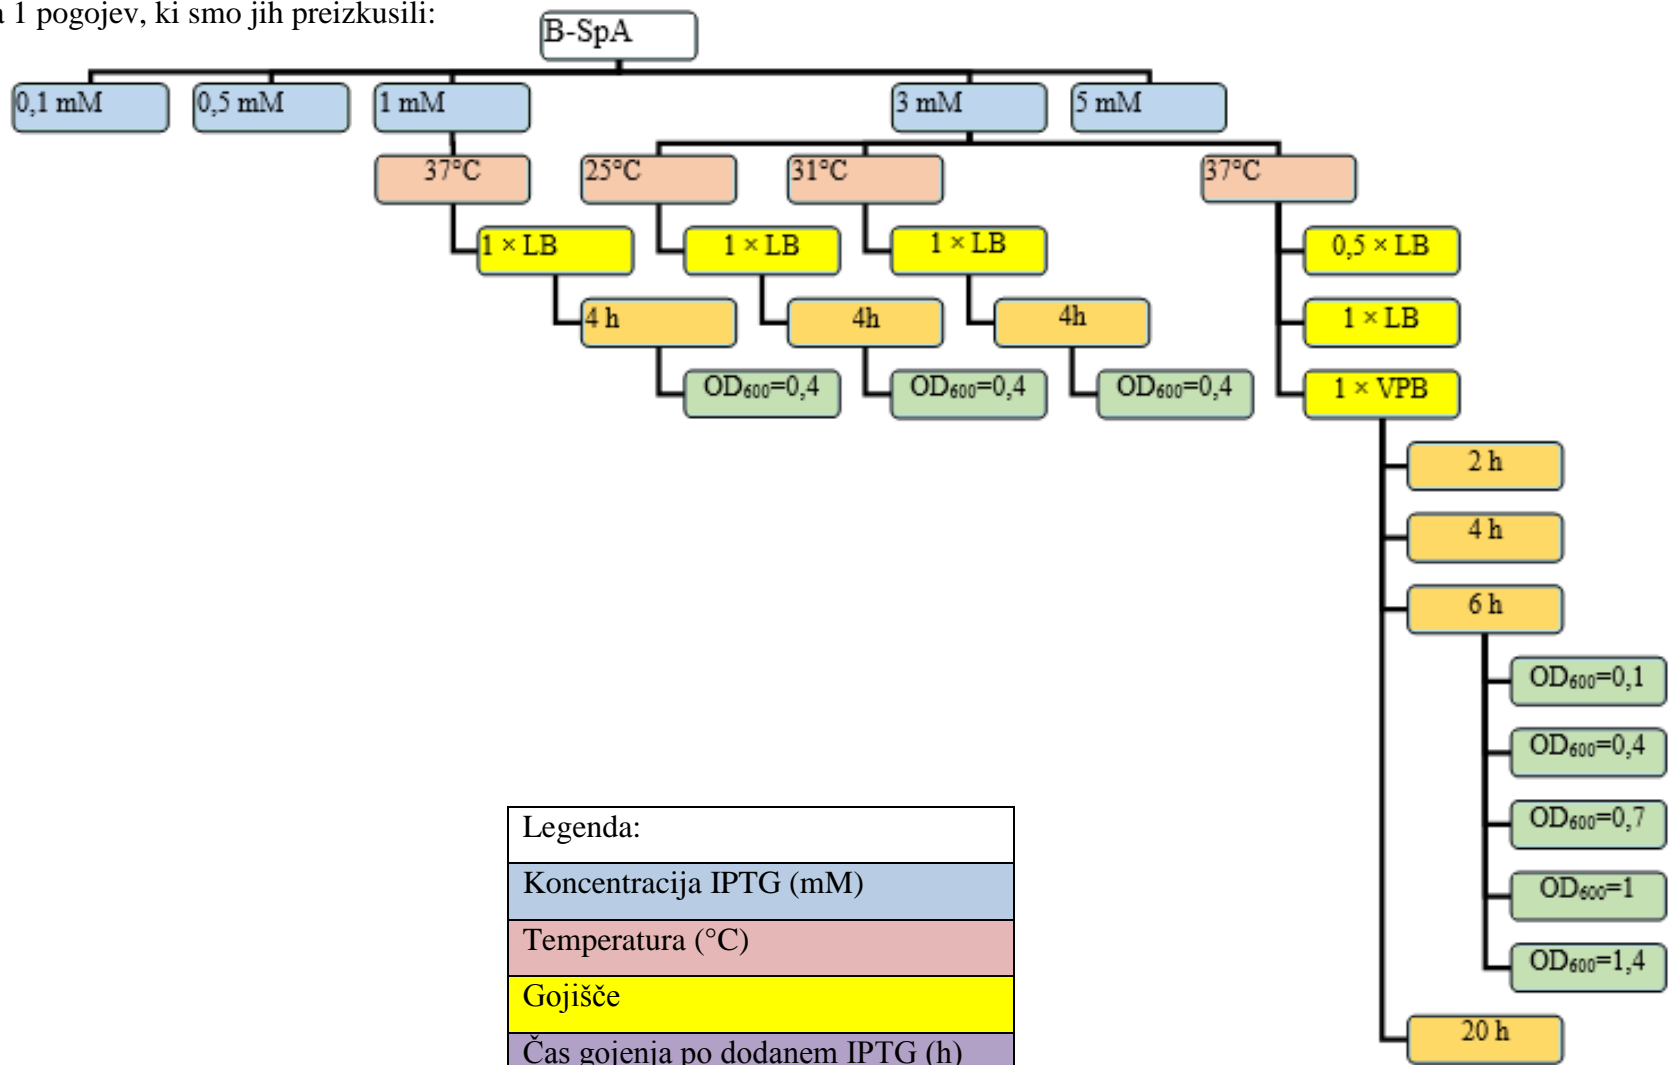 1 pogojev, ki smo jih preizkusili:
B-SpA
0,1 mM
0,5 mM
1 mM
3 mM
5 mM
37°C
25°C
31°C
37°C
1 × LB
1 × LB
1 × LB
0,5 × LB
4 h
4h
4h
1 × LB
OD₆₀₀=0,4
OD₆₀₀=0,4
OD₆₀₀=0,4
1 × VPB
2 h
4 h
6 h
OD₆₀₀=0,1
OD₆₀₀=0,4
OD₆₀₀=0,7
OD₆₀₀=1
OD₆₀₀=1,4
20 h
Legenda:
Koncentracija IPTG (mM)
Temperatura (°C)
Gojišče
Čas gojenja po dodanem IPTG (h)